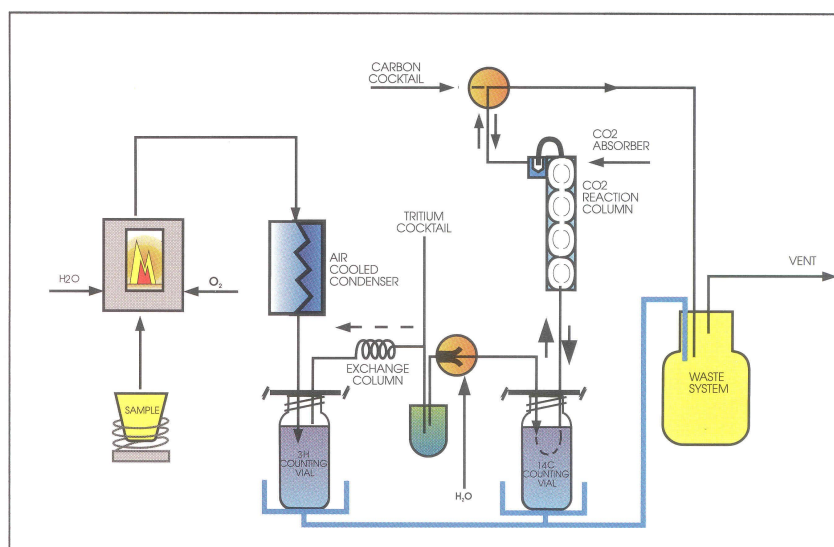 CARBON
COCKTAIL
CO2
ABSORBER
CO2
REACTION
COLUMN
TRITIUM
COCKTAIL
AIR
COOLED
CONDENSER
VENT
H2O
O₂
EXCHANGE
COLUMN
WASTE
SYSTEM
SAMPLE
3H
COUNTING
VIAL
14C
COUNTING
VIAL
H₂O